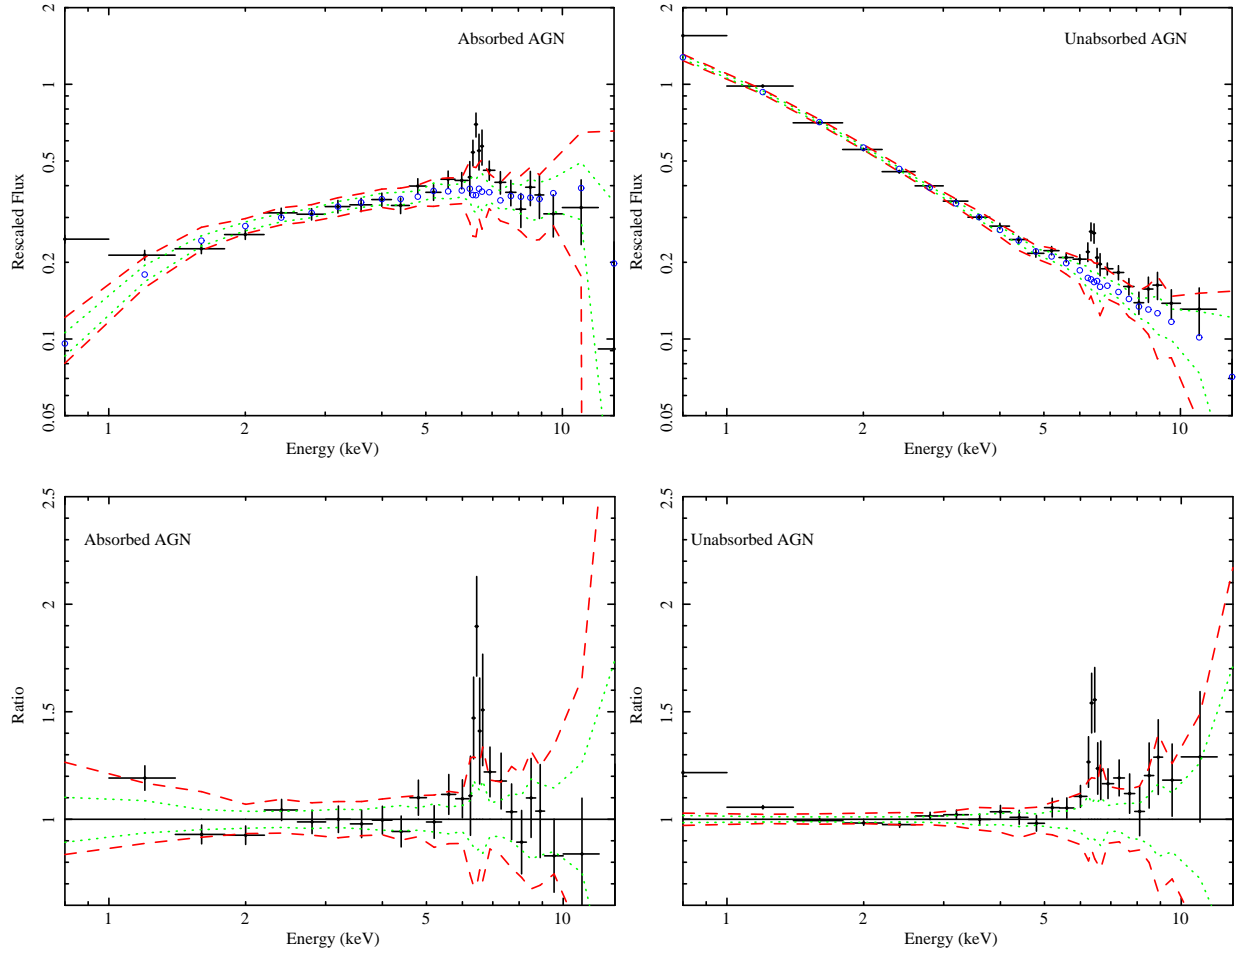 Absorbed AGN
Rescaled Flux
2
1
0.5
0.2
0.1
0.05
1 2 5 10
Energy (keV)
Unabsorbed AGN
Rescaled Flux
2
1
0.5
0.2
0.1
0.05
1 2 5 10
Energy (keV)
Absorbed AGN
Ratio
2.5
2
1.5
1
1 2 5 10
Energy (keV)
Unabsorbed AGN
Ratio
2.5
2
1.5
1
1 2 5 10
Energy (keV)